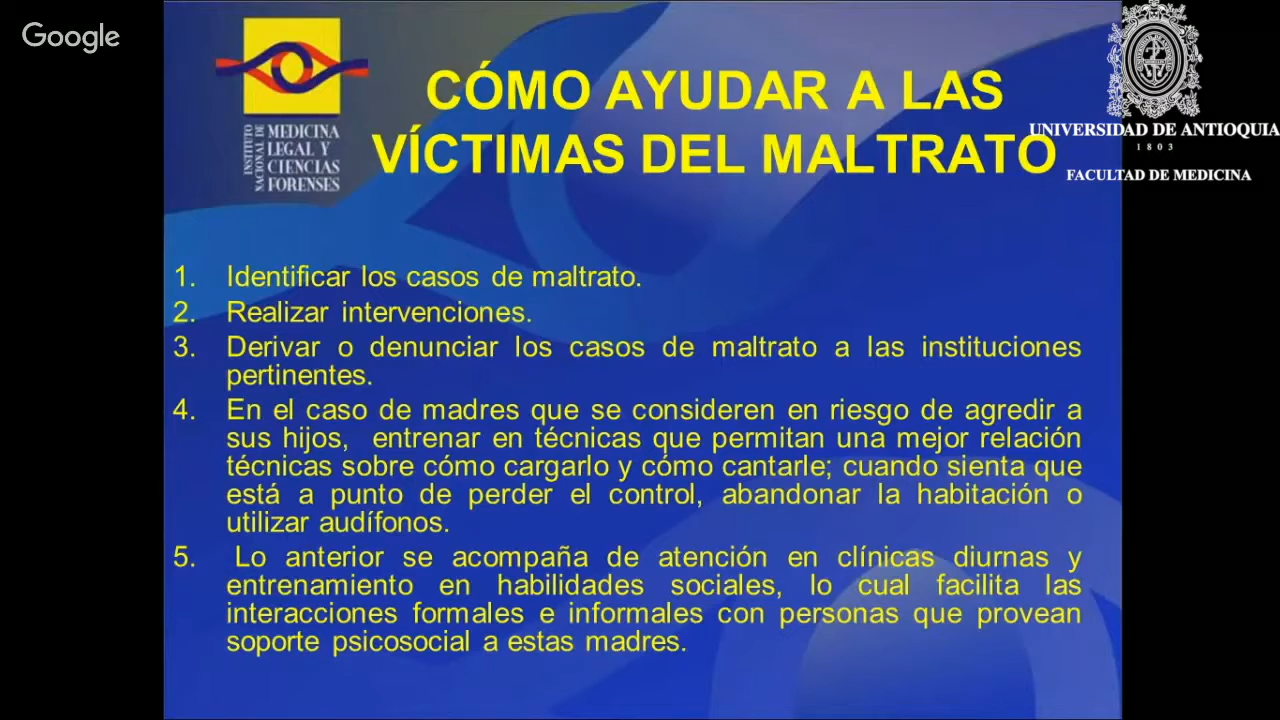 Google
INSTITUTO
NACIONAL DE
MEDICINA
LEGAL Y
CIENCIAS
FORENSES
CÓMO AYUDAR A LAS
VÍCTIMAS DEL MALTRATO
UNIVERSIDAD DE ANTIOQUIA
1803
FACULTAD DE MEDICINA
1. Identificar los casos de maltrato.
2. Realizar intervenciones.
3. Derivar o denunciar los casos de maltrato a las instituciones
pertinentes.
4. En el caso de madres que se consideren en riesgo de agredir a
sus hijos, entrenar en técnicas que permitan una mejor relación
técnicas sobre cómo cargarlo y cómo cantarle; cuando sienta que
está a punto de perder el control, abandonar la habitación o
utilizar audífonos.
5. Lo anterior se acompaña de atención en clínicas diurnas y
entrenamiento en habilidades sociales, lo cual facilita las
interacciones formales e informales con personas que provean
soporte psicosocial a estas madres.